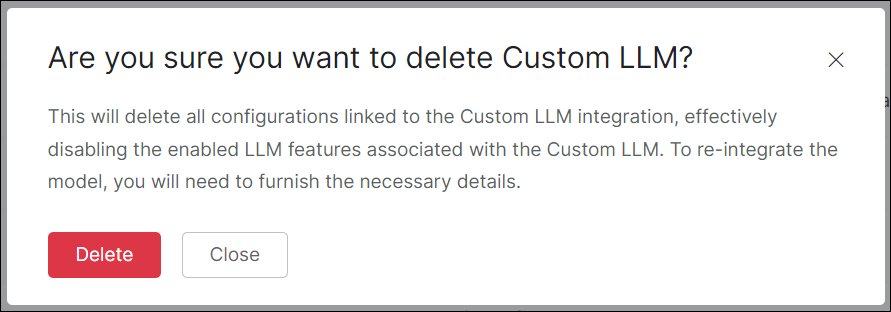 Are you sure you want to delete Custom LLM?
This will delete all configurations linked to the Custom LLM integration, effectively
disabling the enabled LLM features associated with the Custom LLM. To re-integrate the
model, you will need to furnish the necessary details.
Delete
Close